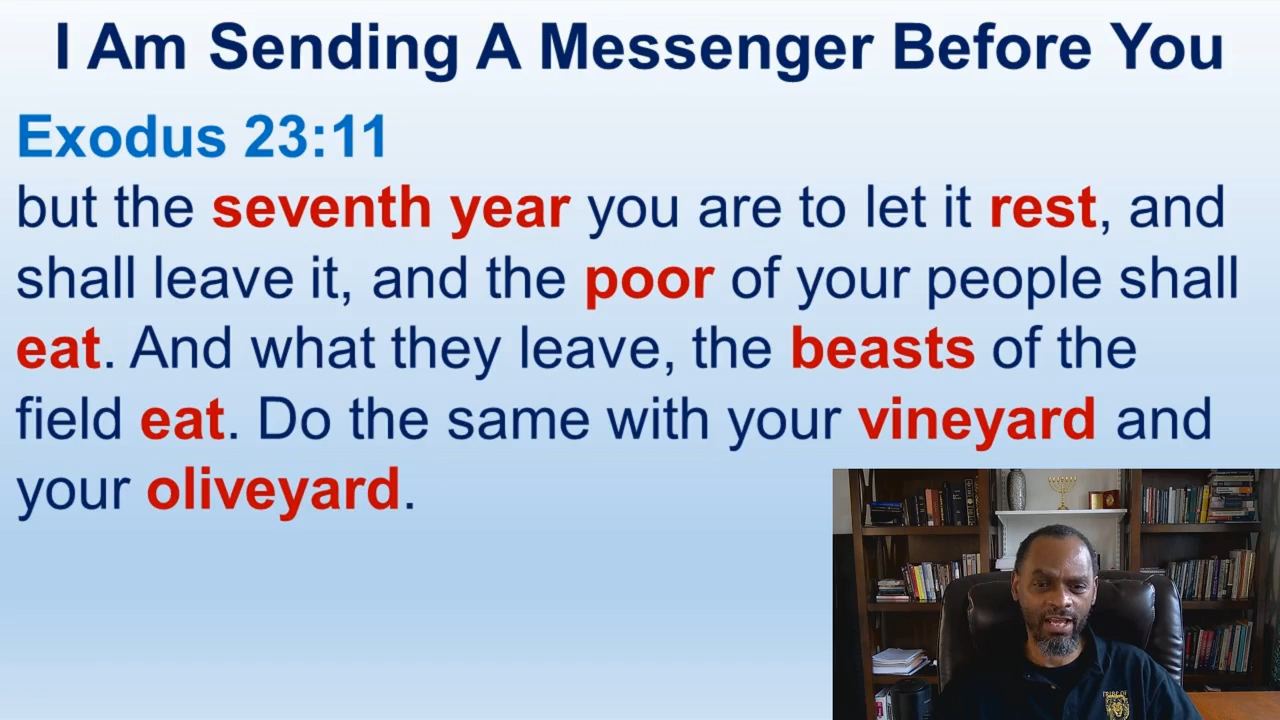 I Am Sending A Messenger Before You
Exodus 23:11
but the seventh year you are to let it rest, and
shall leave it, and the poor of your people shall
eat. And what they leave, the beasts of the
field eat. Do the same with your vineyard and
your oliveyard.
TRIBE OF